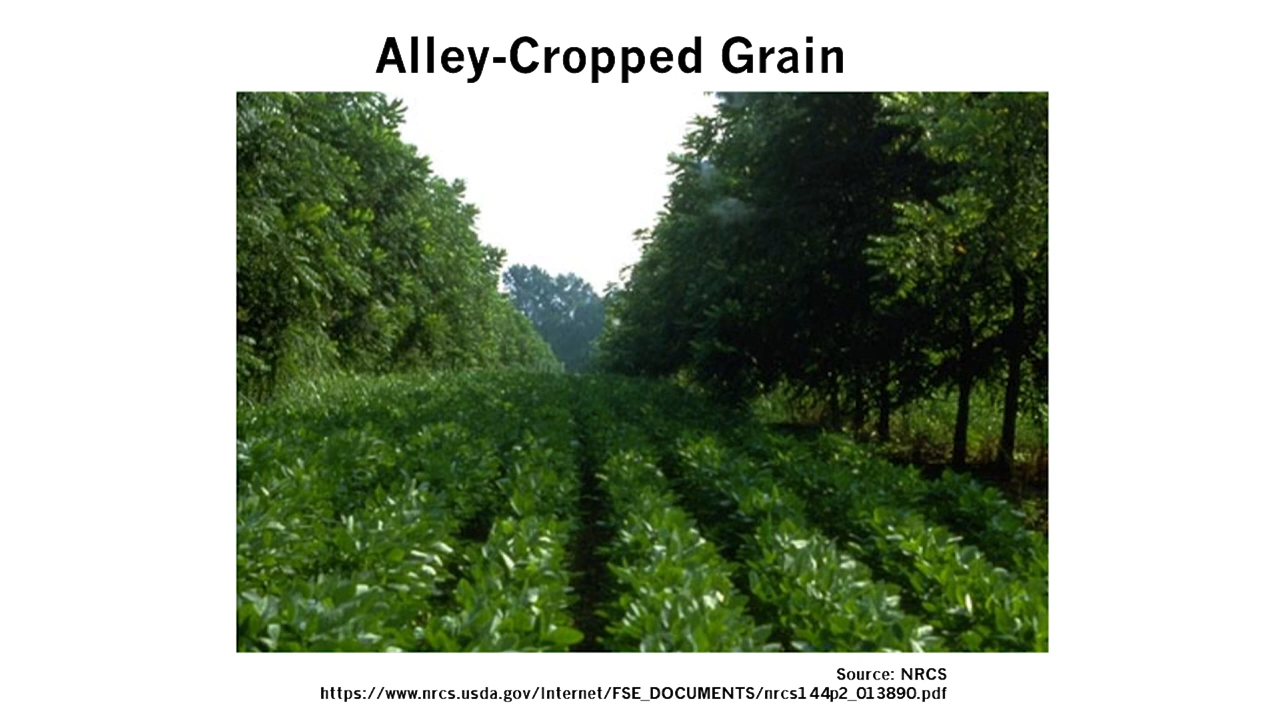 Alley-Cropped Grain
Source: NRCS
https://www.nrcs.usda.gov/Internet/FSE_DOCUMENTS/nrcs144p2_013890.pdf